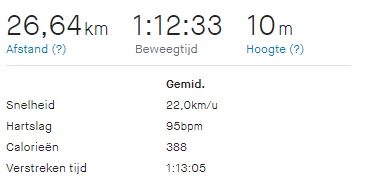 26,64km 1:12:33 10m
Afstand (?) Beweegtijd Hoogte (?)
Gemid.
Snelheid 22,0km/u
Hartslag 95bpm
Calorieën 388
Verstreken tijd 1:13:05